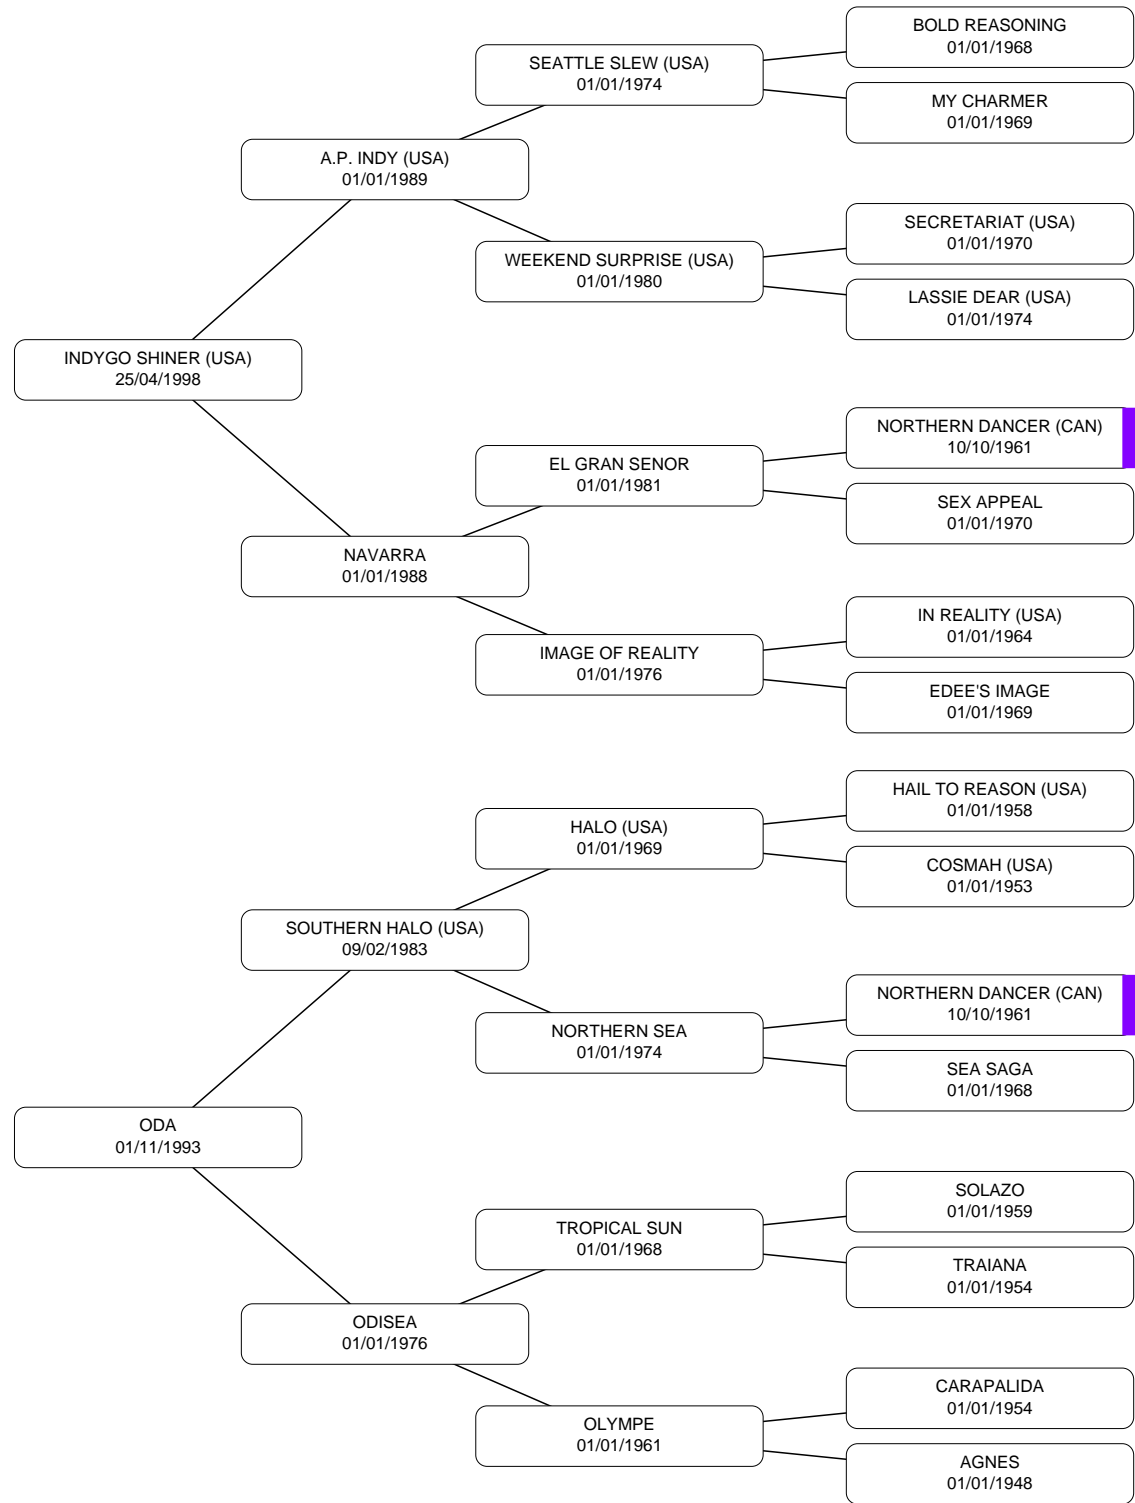 BOLD REASONING
01/01/1968
SEATTLE SLEW (USA)
01/01/1974
MY CHARMER
01/01/1969
A.P. INDY (USA)
01/01/1989
SECRETARIAT (USA)
01/01/1970
WEEKEND SURPRISE (USA)
01/01/1980
LASSIE DEAR (USA)
01/01/1974
INDYGO SHINER (USA)
25/04/1998
NORTHERN DANCER (CAN)
10/10/1961
EL GRAN SENOR
01/01/1981
SEX APPEAL
01/01/1970
NAVARRA
01/01/1988
IN REALITY (USA)
01/01/1964
IMAGE OF REALITY
01/01/1976
EDEE'S IMAGE
01/01/1969
HAIL TO REASON (USA)
01/01/1958
HALO (USA)
01/01/1969
COSMAH (USA)
01/01/1953
SOUTHERN HALO (USA)
09/02/1983
NORTHERN DANCER (CAN)
10/10/1961
NORTHERN SEA
01/01/1974
SEA SAGA
01/01/1968
ODA
01/11/1993
SOLAZO
01/01/1959
TROPICAL SUN
01/01/1968
TRAIANA
01/01/1954
ODISEA
01/01/1976
CARAPALIDA
01/01/1954
OLYMPE
01/01/1961
AGNES
01/01/1948